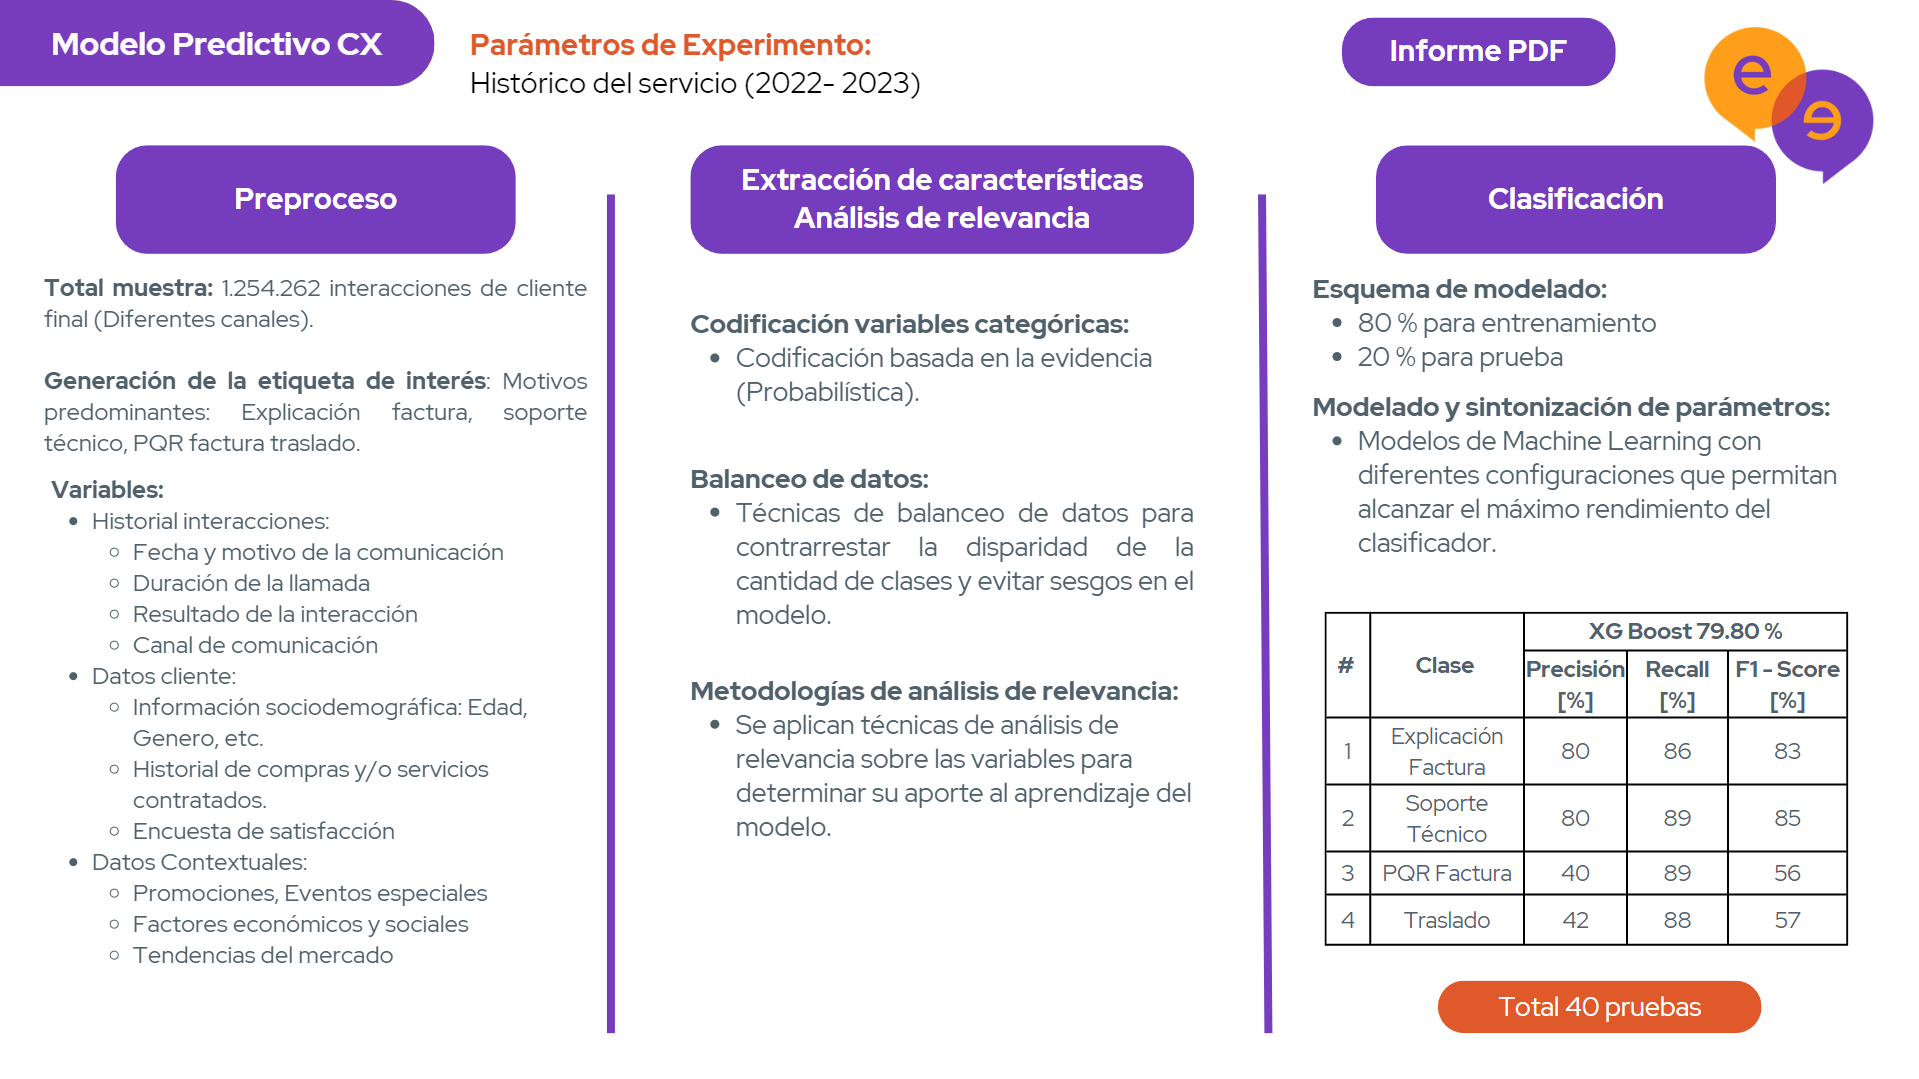 Modelo Predictivo CX
Parámetros de Experimento:
Histórico del servicio (2022- 2023)
Informe PDF
e
e
Preproceso
Total muestra: 1.254.262 interacciones de cliente
final (Diferentes canales).
Generación de la etiqueta de interés: Motivos
predominantes: Explicación factura, soporte
técnico, PQR factura traslado.
Variables:
• Historial interacciones:
◦ Fecha y motivo de la comunicación
◦ Duración de la llamada
◦ Resultado de la interacción
◦ Canal de comunicación
• Datos cliente:
◦ Información sociodemográfica: Edad,
Genero, etc.
◦ Historial de compras y/o servicios
contratados.
◦ Encuesta de satisfacción
• Datos Contextuales:
◦ Promociones, Eventos especiales
◦ Factores económicos y sociales
◦ Tendencias del mercado
Extracción de características
Análisis de relevancia
Codificación variables categóricas:
• Codificación basada en la evidencia
(Probabilística).
Balanceo de datos:
• Técnicas de balanceo de datos para
contrarrestar la disparidad de la
cantidad de clases y evitar sesgos en el
modelo.
Metodologías de análisis de relevancia:
• Se aplican técnicas de análisis de
relevancia sobre las variables para
determinar su aporte al aprendizaje del
modelo.
Clasificación
Esquema de modelado:
• 80 % para entrenamiento
• 20 % para prueba
Modelado y sintonización de parámetros:
• Modelos de Machine Learning con
diferentes configuraciones que permitan
alcanzar el máximo rendimiento del
clasificador.
XG Boost 79.80 %
# Clase Precisión [%] Recall [%] F1 - Score [%]
1 Explicación Factura 80 86 83
2 Soporte Técnico 80 89 85
3 PQR Factura 40 89 56
4 Traslado 42 88 57
Total 40 pruebas